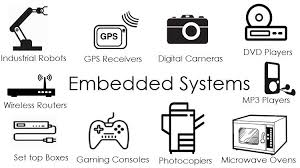 Industrial Robots
GPS
GPS Receivers
Digital Cameras
DVD Players
Wireless Routers
Embedded Systems
MP3 Players
Set top Boxes
Gaming Consoles
Photocopiers
Microwave Ovens